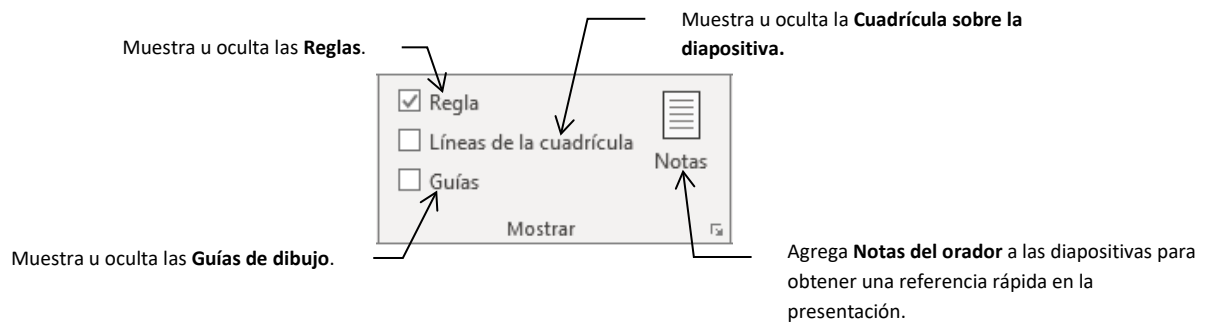 Muestra u oculta la Cuadrícula sobre la
diapositiva.
Muestra u oculta las Reglas.
Regla
Líneas de la cuadrícula
Guías
Notas
Mostrar
Muestra u oculta las Guías de dibujo.
Agrega Notas del orador a las diapositivas para
obtener una referencia rápida en la
presentación.